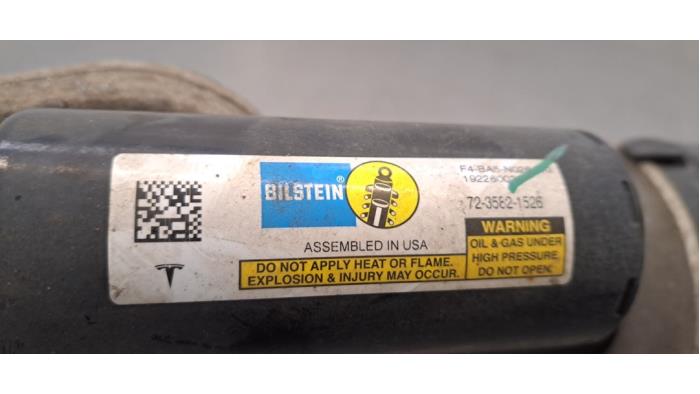 BILSTEIN®
72-3582-1526
ASSEMBLED IN USA
DO NOT APPLY HEAT OR FLAME.
EXPLOSION & INJURY MAY OCCUR.
WARNING
OIL & GAS UNDER
HIGH PRESSURE,
DO NOT OPEN.